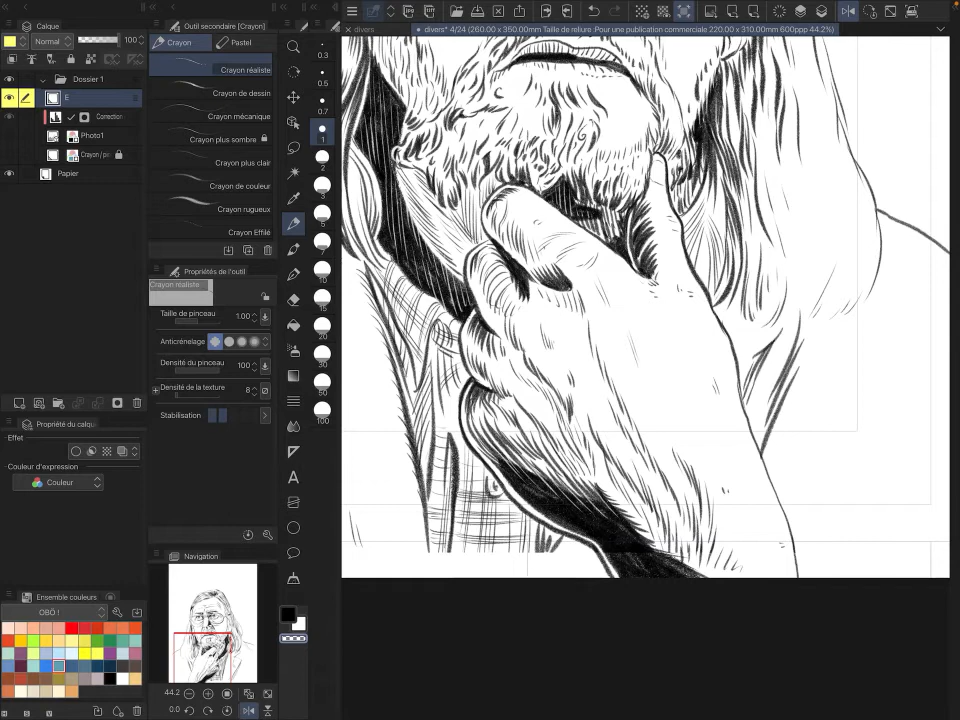 Calque
Outil secondaire [Crayon]
Normal
100
Crayon
Pastel
Crayon réaliste
Crayon de dessin
Crayon mécanique
Crayon plus sombre
Crayon plus clair
Crayon de couleur
Crayon rugueux
Crayon Effilé
Dossier 1
E
Correction
Photo1
Crayon / pi
Papier
Propriétés de l'outil
Crayon réaliste
Taille de pinceau
1.00
Anticrénelage
Densité du pinceau
100
Densité de la texture
8
Stabilisation
Propriété du calqu
Effet
Couleur d'expression
Couleur
Navigation
44.2
0.0
Ensemble couleurs
OBÖ !
0.3
0.5
0.7
1
2
3
5
7
10
15
20
30
50
100
A
divers
divers* 4/24 (260.00 x 350.00mm Taille de reliure :Pour une publication commerciale 220.00 x 310.00mm 600ppp 44.2%)